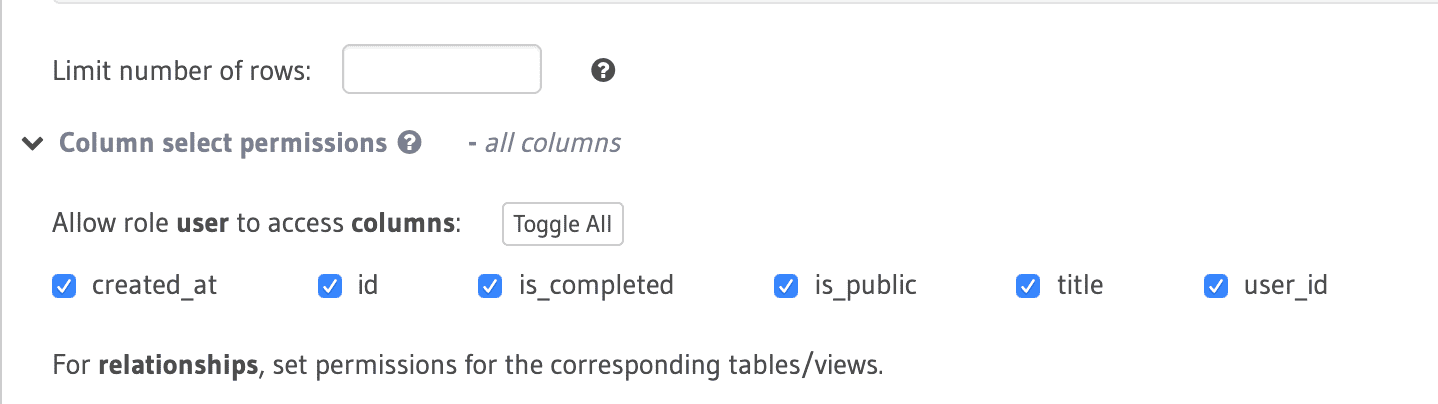 Limit number of rows:
Column select permissions - all columns
Allow role user to access columns: Toggle All
created_at id is_completed is_public title user_id
For relationships, set permissions for the corresponding tables/views.